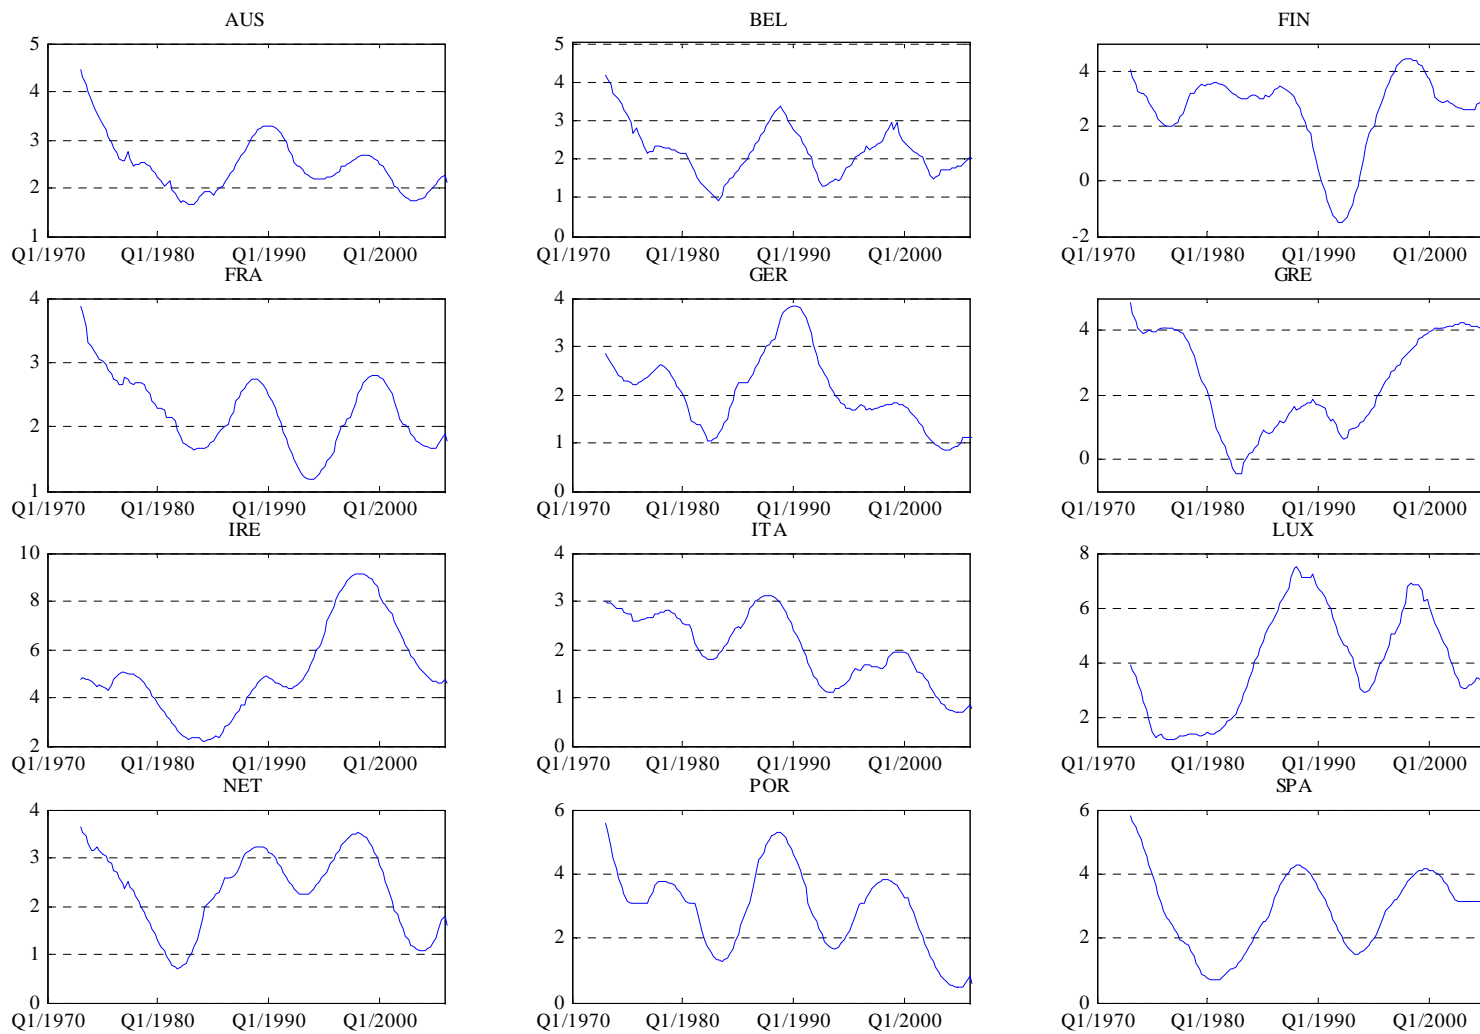 AUS BEL FIN
5 5
4 4 4
3 3 2
2 2 0
1 1
0 -2
Q1/1970 Q1/1980 Q1/1990 Q1/2000 Q1/1970 Q1/1980 Q1/1990 Q1/2000 Q1/1970 Q1/1980 Q1/1990 Q1/2000
FRA GER GRE
4 4
3 3 4
2 2 2
1 1 0
0
Q1/1970 Q1/1980 Q1/1990 Q1/2000 Q1/1970 Q1/1980 Q1/1990 Q1/2000 Q1/1970 Q1/1980 Q1/1990 Q1/2000
IRE ITA LUX
10 4 8
8 3 6
6 2 4
4 1 2
2 0
Q1/1970 Q1/1980 Q1/1990 Q1/2000 Q1/1970 Q1/1980 Q1/1990 Q1/2000 Q1/1970 Q1/1980 Q1/1990 Q1/2000
NET POR SPA
4 6 6
3 4 4
2 2 2
1
0 0 0
Q1/1970 Q1/1980 Q1/1990 Q1/2000 Q1/1970 Q1/1980 Q1/1990 Q1/2000 Q1/1970 Q1/1980 Q1/1990 Q1/2000